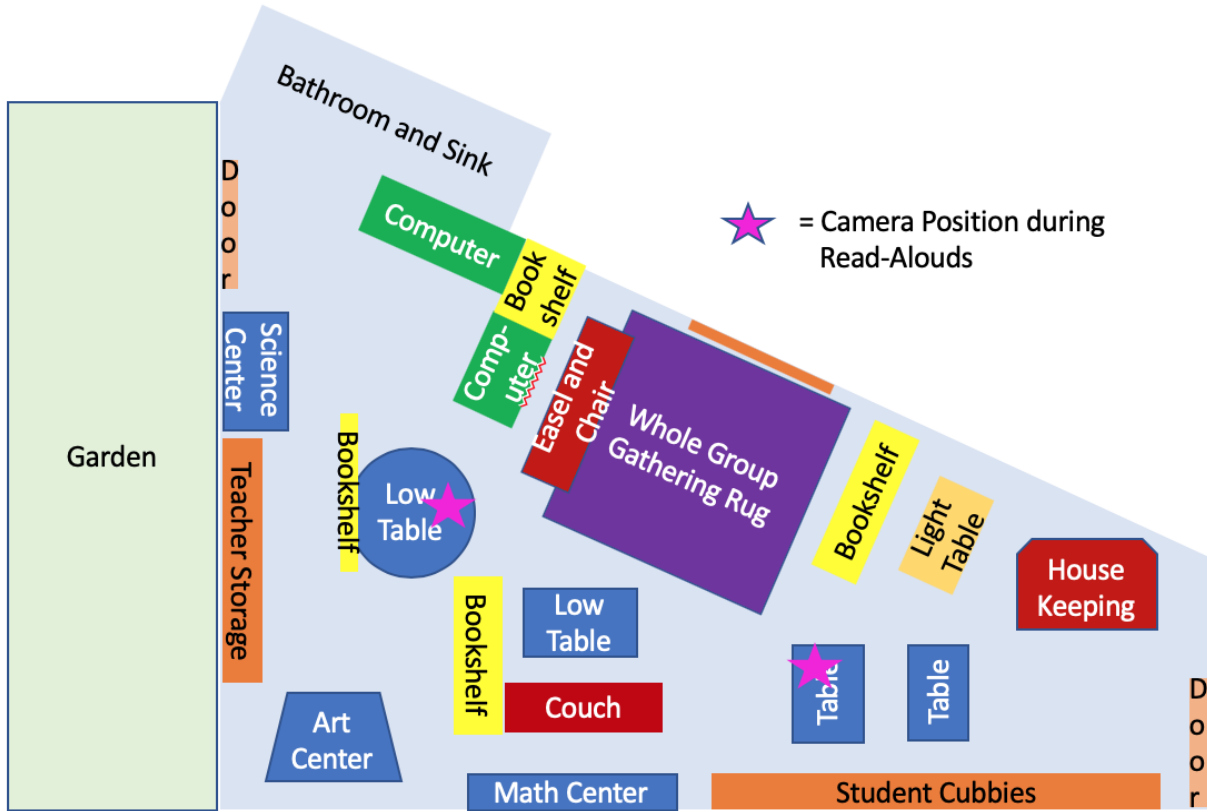 Bathroom and Sink
Door
Computer
Book
shelf
= Camera Position during
Read-Alouds
Comp-
uter
Science
Center
Easel and
Chair
Whole Group
Gathering Rug
Garden
Bookshelf
Low
Table
Teacher Storage
Bookshelf
Light
Table
House
Keeping
Bookshelf
Low
Table
Table
Table
Couch
Art
Center
Door
Math Center
Student Cubbies